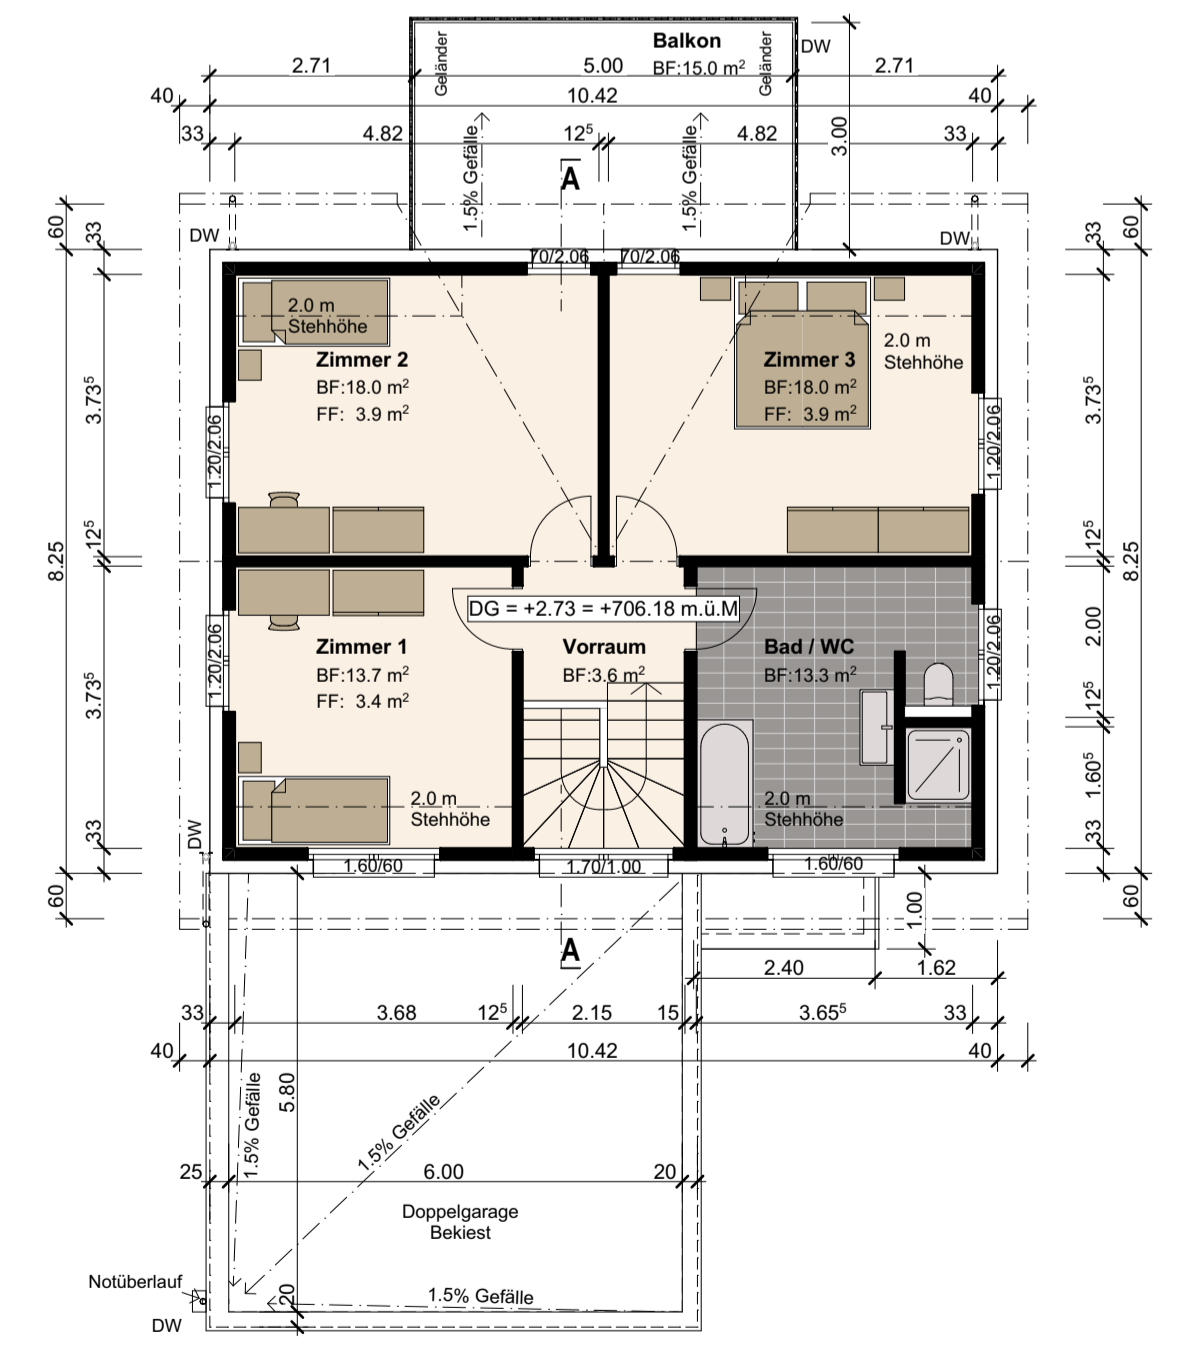 Balkon
BF:15.0 m²
Geländer
Geländer
DW
2.71
5.00
2.71
40
10.42
40
33
4.82
12⁵
4.82
33
3.00
1.5% Gefälle
1.5% Gefälle
A
60
33
DW
DW
33
60
70/2.06
70/2.06
2.0 m
Stehhöhe
Zimmer 2
BF:18.0 m²
FF: 3.9 m²
Zimmer 3
BF:18.0 m²
FF: 3.9 m²
2.0 m
Stehhöhe
3.73⁵
1.20/2.06
1.20/2.06
3.73⁵
12⁵
12⁵
8.25
8.25
DG = +2.73 = +706.18 m.ü.M
Zimmer 1
BF:13.7 m²
FF: 3.4 m²
Vorraum
BF:3.6 m²
Bad / WC
BF:13.3 m²
3.73⁵
1.20/2.06
1.20/2.06
2.00
12⁵
1.60⁵
2.0 m
Stehhöhe
2.0 m
Stehhöhe
33
DW
33
60
1.60/60
1.70/1.00
1.60/60
60
1.00
A
2.40
1.62
33
3.68
12⁵
2.15
15
3.65⁵
33
40
10.42
40
1.5% Gefälle
5.80
1.5% Gefälle
25
6.00
20
Doppelgarage
Bekiest
Notüberlauf
20
1.5% Gefälle
DW